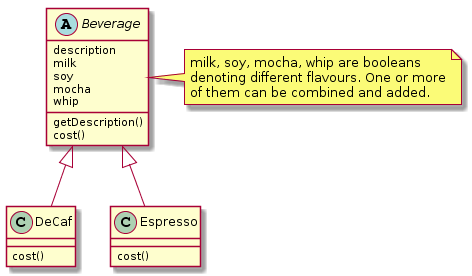 A Beverage
description
milk
soy
mocha
whip
getDescription()
cost()
milk, soy, mocha, whip are booleans
denoting different flavours. One or more
of them can be combined and added.
C DeCaf
cost()
C Espresso
cost()